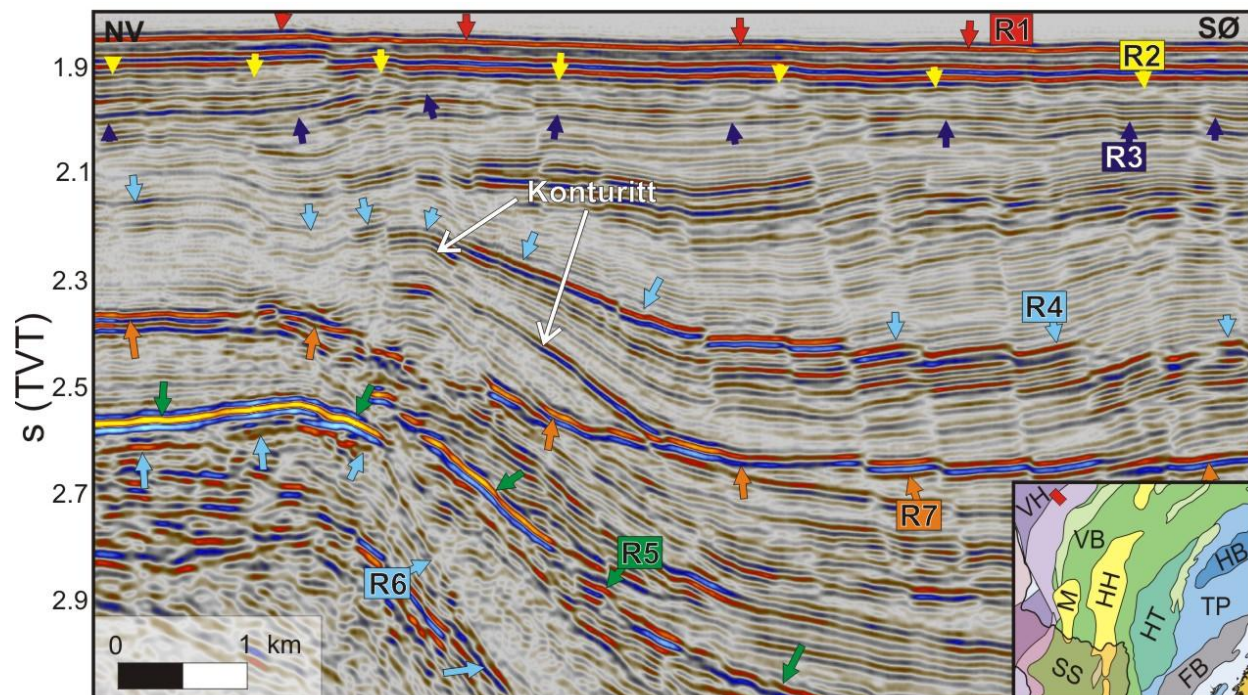 NV
R1
SØ
R2
1.9
R3
2.1
Konturitt
2.3
R4
s (TVT)
2.5
R7
2.7
R5
R6
2.9
0 1 km
VH
VB
HB
M
HH
TP
HT
SS
FB